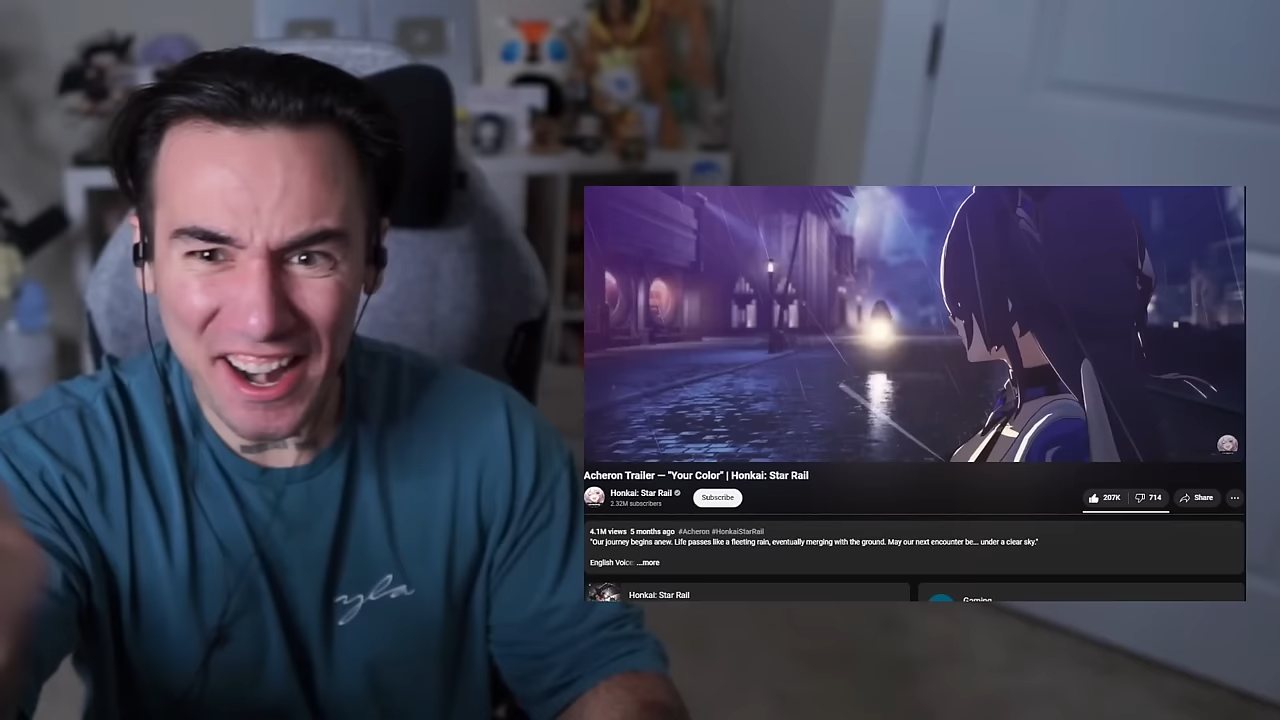 Acheron Trailer — "Your Color" | Honkai: Star Rail
Honkai: Star Rail
2.32M subscribers
Subscribe
207K
714
Share
4.1M views 5 months ago #Acheron #HonkaiStarRail
"Our journey begins anew. Life passes like a fleeting rain, eventually merging with the ground. May our next encounter be... under a clear sky."
English Voice ...more
Honkai: Star Rail
Gaming
yla